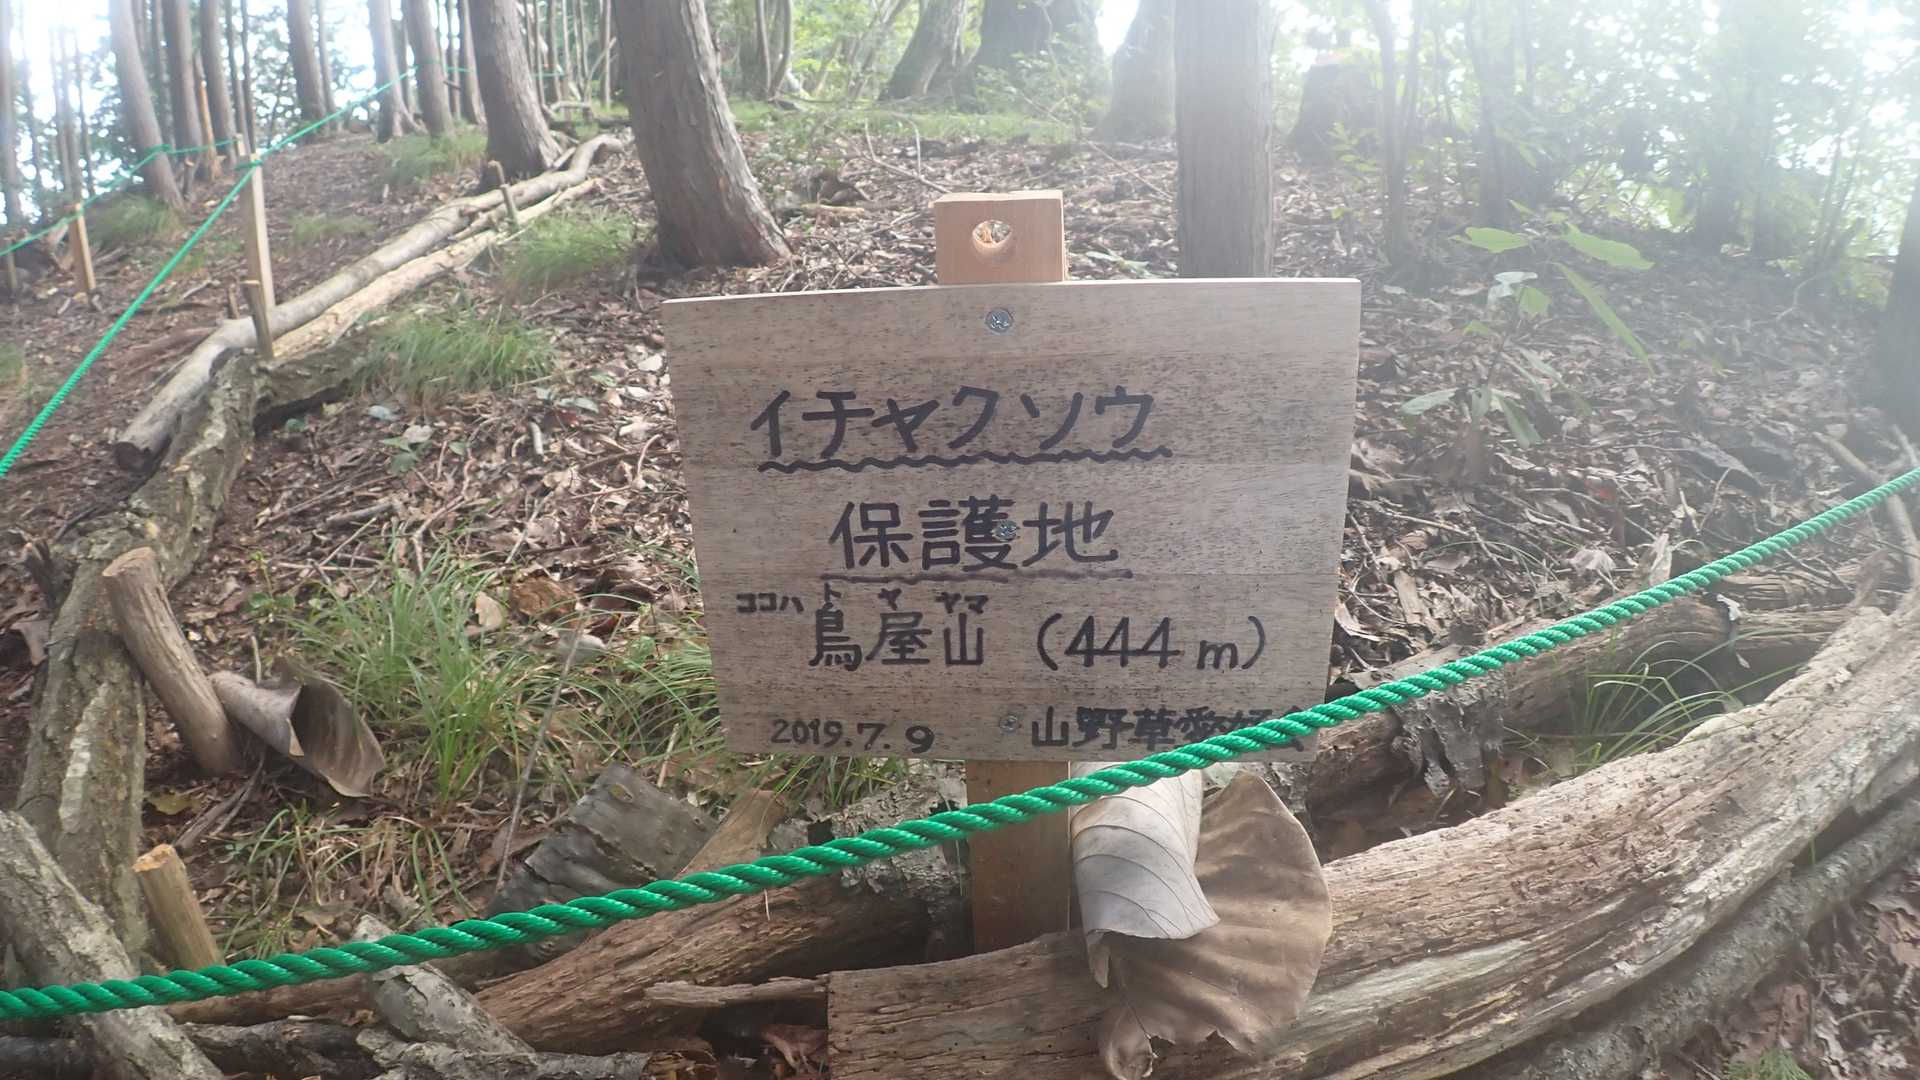 イチャクソウ
保護地
ココハ 鳥屋山 (444m)
トヤヤマ
2019.7.9 山野草愛好会